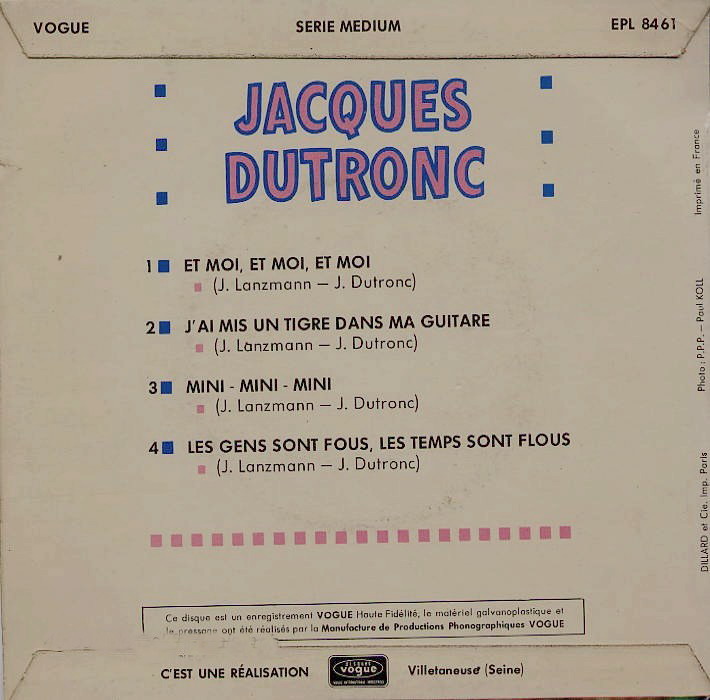 VOGUE SERIE MEDIUM EPL 8461
JACQUES
DUTRONC
1 ET MOI, ET MOI, ET MOI
(J. Lanzmann – J. Dutronc)
2 J'AI MIS UN TIGRE DANS MA GUITARE
(J. Lanzmann – J. Dutronc)
3 MINI - MINI - MINI
(J. Lanzmann – J. Dutronc)
4 LES GENS SONT FOUS, LES TEMPS SONT FLOUS
(J. Lanzmann – J. Dutronc)
Ce disque est un enregistrement VOGUE Haute Fidélité, le matériel galvanoplastique et
le pressage ont été réalisés par la Manufacture de Productions Phonographiques VOGUE
C'EST UNE RÉALISATION vogue Villetaneuse (Seine)
Imprimé en France
Photo : P.P.P. – Paul KOLL
DILLARD et Cie. Imp. Paris